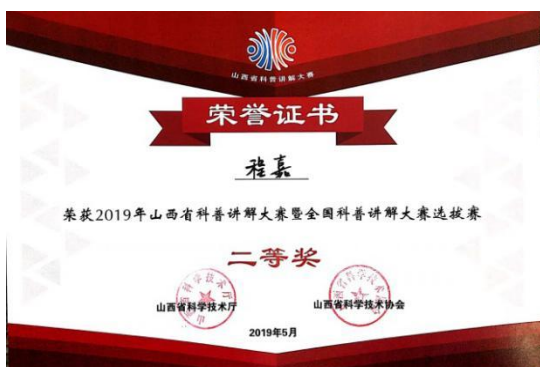 山西省科普讲解大赛
荣誉证书
程嘉
荣获2019年山西省科普讲解大赛暨全国科普讲解大赛选拔赛
二等奖
山西省科学技术厅
山西省科学技术协会
2019年5月